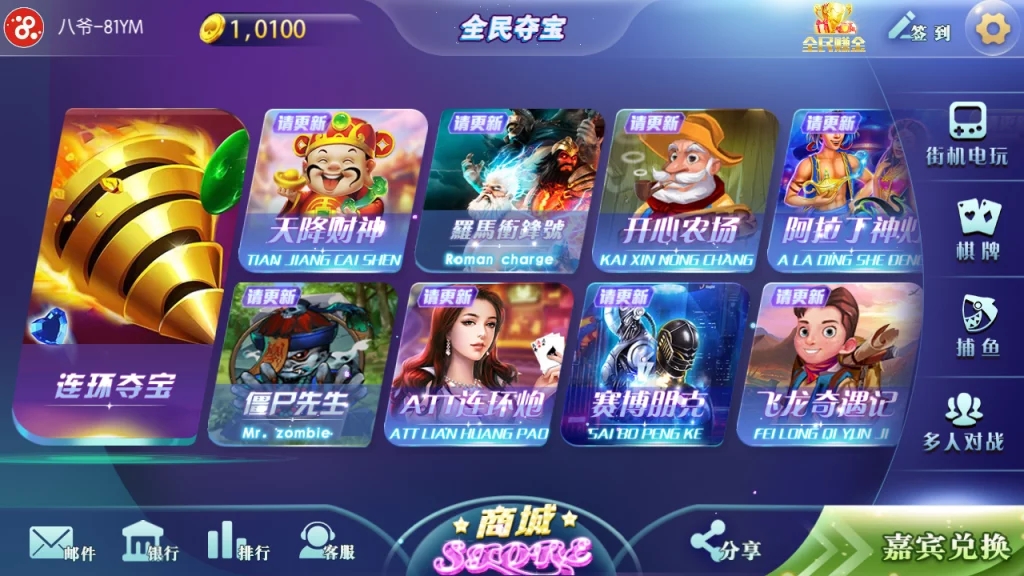 八爷-81YM
1,0100
全民夺宝
全民赚金
签到
请更新
天降财神
TIAN JIANG CAI SHEN
请更新
羅馬衝鋒號
Roman charge
请更新
开心农场
KAI XIN NONG CHANG
请更新
阿拉丁神灯
A LA DING SHE DENG
连环夺宝
请更新
僵尸先生
Mr. zombie
请更新
ATT连环炮
ATT LIAN HUANG PAO
请更新
赛博朋克
SAI BO PENG KE
请更新
飞龙奇遇记
FEI LONG QI YUN JI
街机电玩
棋牌
捕鱼
多人对战
邮件
银行
排行
客服
商城
分享
嘉宾兑换